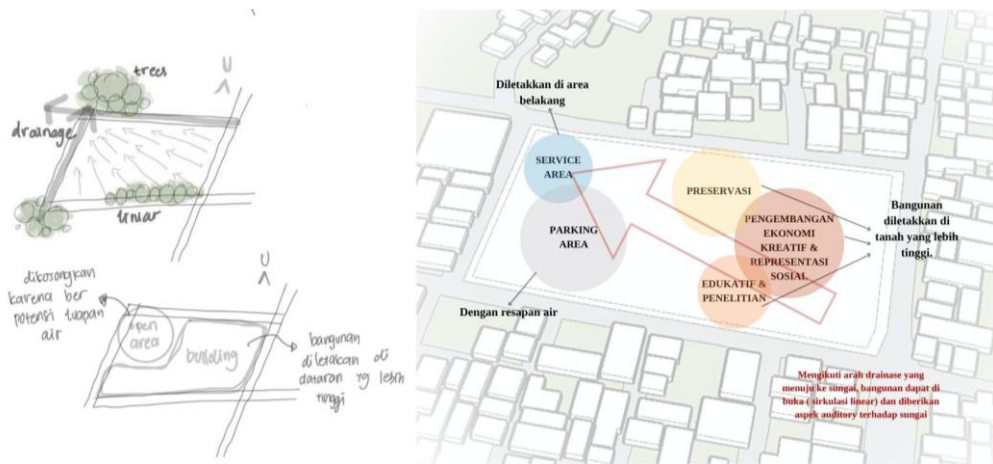 trees
U
drainage
linear
dikosongkan
karena ber
potensi luapan
air
U
open
area
building
bangunan
diletakan di
dataran yg lebih
tinggi
Diletakkan di area
belakang
SERVICE
AREA
PARKING
AREA
Dengan resapan air
PRESERVASI
PENGEMBANGAN
EKONOMI
KREATIF &
REPRESENTASI
SOSIAL
EDUKATIF &
PENELITIAN
Bangunan
diletakkan di
tanah yang lebih
tinggi.
Mengikuti arah drainase yang
menuju ke sungai, bangunan dapat di
buka ( sirkulasi linear) dan diberikan
aspek auditory terhadap sungai